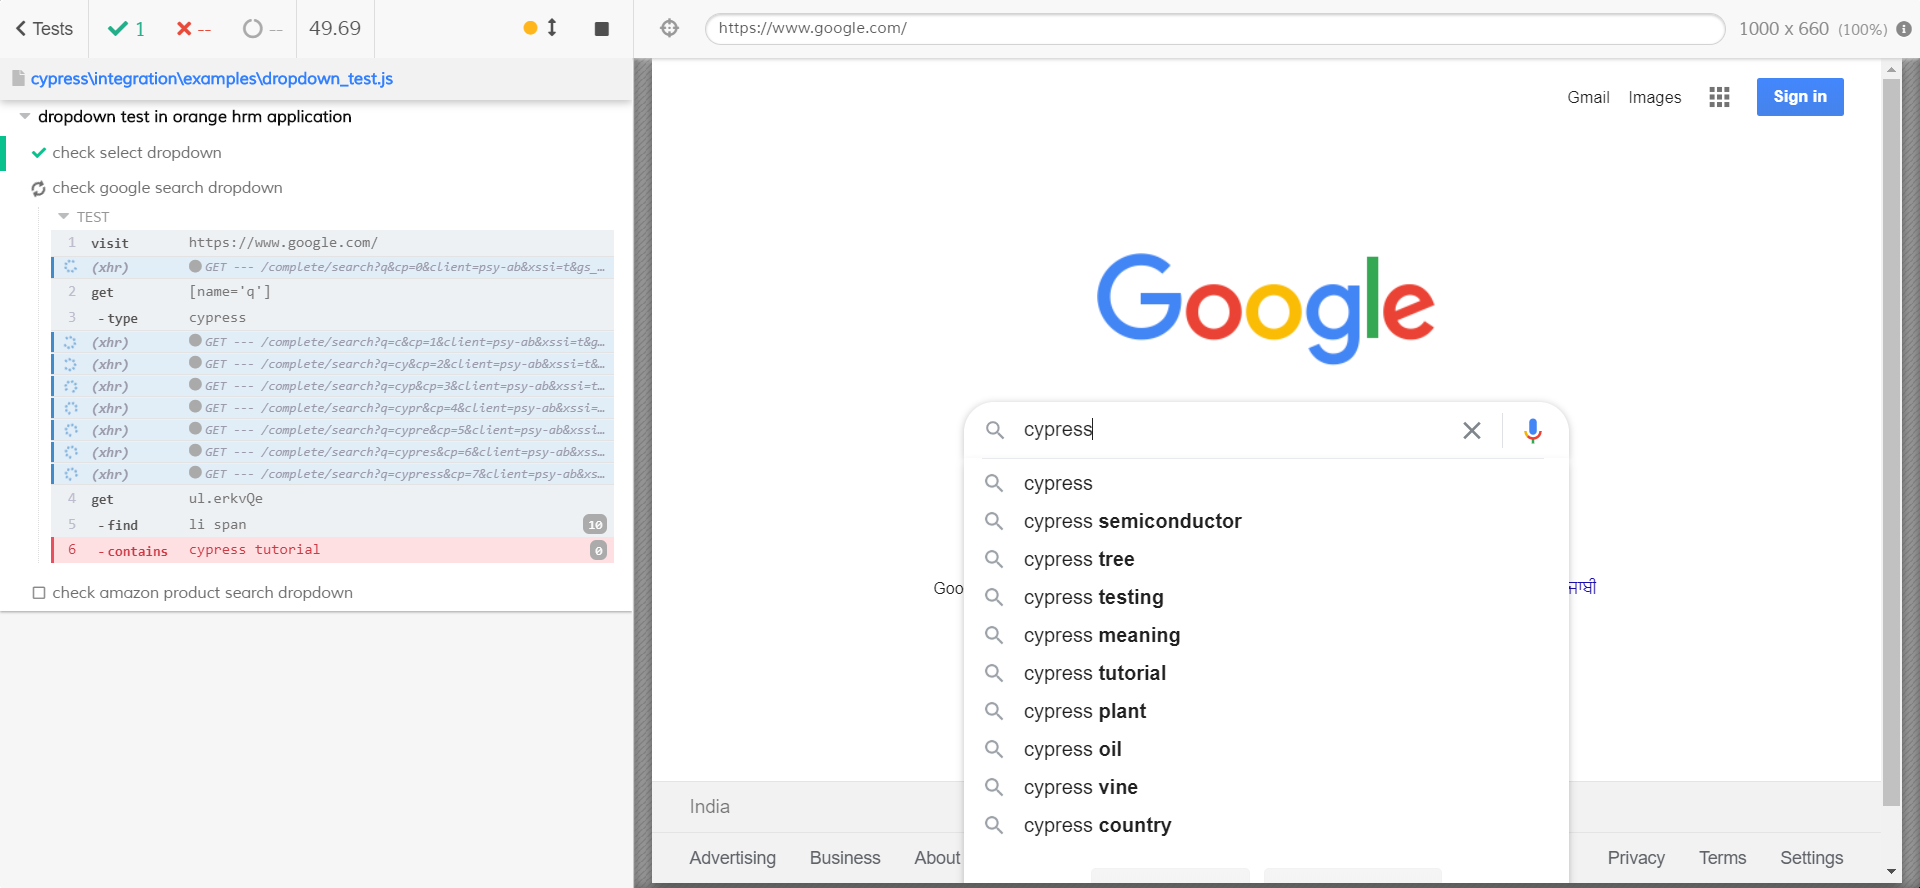 Tests 1 -- -- 49.69
cypress\integration\examples\dropdown_test.js
dropdown test in orange hrm application
check select dropdown
check google search dropdown
TEST
1 visit https://www.google.com/
(xhr) GET --- /complete/search?q&cp=0&client=psy-ab&xssi=t&gs_...
2 get [name='q']
3 -type cypress
(xhr) GET --- /complete/search?q=c&cp=1&client=psy-ab&xssi=t&g...
(xhr) GET --- /complete/search?q=cy&cp=2&client=psy-ab&xssi=t&...
(xhr) GET --- /complete/search?q=cyp&cp=3&client=psy-ab&xssi=t...
(xhr) GET --- /complete/search?q=cypr&cp=4&client=psy-ab&xssi=...
(xhr) GET --- /complete/search?q=cypre&cp=5&client=psy-ab&xssi...
(xhr) GET --- /complete/search?q=cypres&cp=6&client=psy-ab&xss...
(xhr) GET --- /complete/search?q=cypress&cp=7&client=psy-ab&xs...
4 get ul.erkvQe
5 -find li span 10
6 -contains cypress tutorial 0
check amazon product search dropdown
https://www.google.com/
1000 x 660 (100%)
Gmail Images Sign in
Google
cypress
cypress
cypress semiconductor
cypress tree
cypress testing
cypress meaning
cypress tutorial
cypress plant
cypress oil
cypress vine
cypress country
Goo
India
Advertising Business About
Privacy Terms Settings